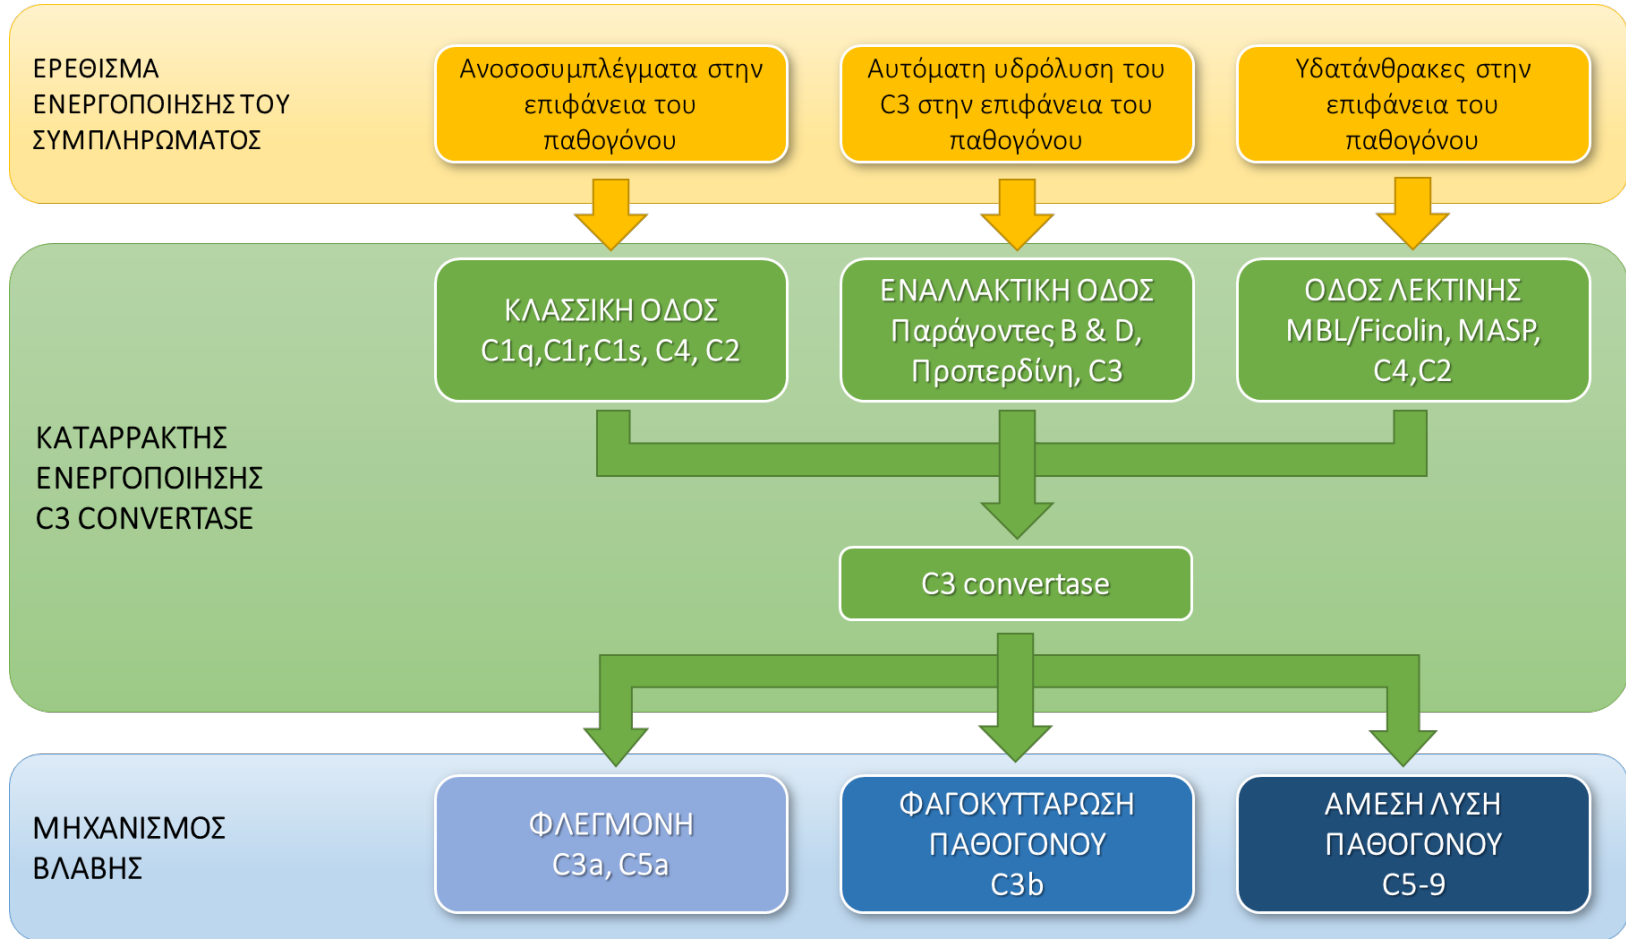 ΕΡΕΘΙΣΜΑ
ΕΝΕΡΓΟΠΟΙΗΣΗΣ ΤΟΥ
ΣΥΜΠΛΗΡΩΜΑΤΟΣ
Ανοσοσυμπλέγματα στην
επιφάνεια του
παθογόνου
Αυτόματη υδρόλυση του
C3 στην επιφάνεια του
παθογόνου
Υδατάνθρακες στην
επιφάνεια του
παθογόνου
ΚΑΤΑΡΡΑΚΤΗΣ
ΕΝΕΡΓΟΠΟΙΗΣΗΣ
C3 CONVERTASE
ΚΛΑΣΣΙΚΗ ΟΔΟΣ
C1q,C1r,C1s, C4, C2
ΕΝΑΛΛΑΚΤΙΚΗ ΟΔΟΣ
Παράγοντεç B & D,
Προπερδίνη, C3
ΟΔΟΣ ΛΕΚΤΙΝΗΣ
MBL/Ficolin, MASP,
C4,C2
C3 convertase
ΜΗΧΑΝΙΣΜΟΣ
ΒΛΑΒΗΣ
ΦΛΕΓΜΟΝΗ
C3a, C5a
ΦΑΓΟΚΥΤΤΑΡΩΣΗ
ΠΑΘΟΓΟΝΟΥ
C3b
ΑΜΕΣΗ ΛΥΣΗ
ΠΑΘΟΓΟΝΟΥ
C5-9